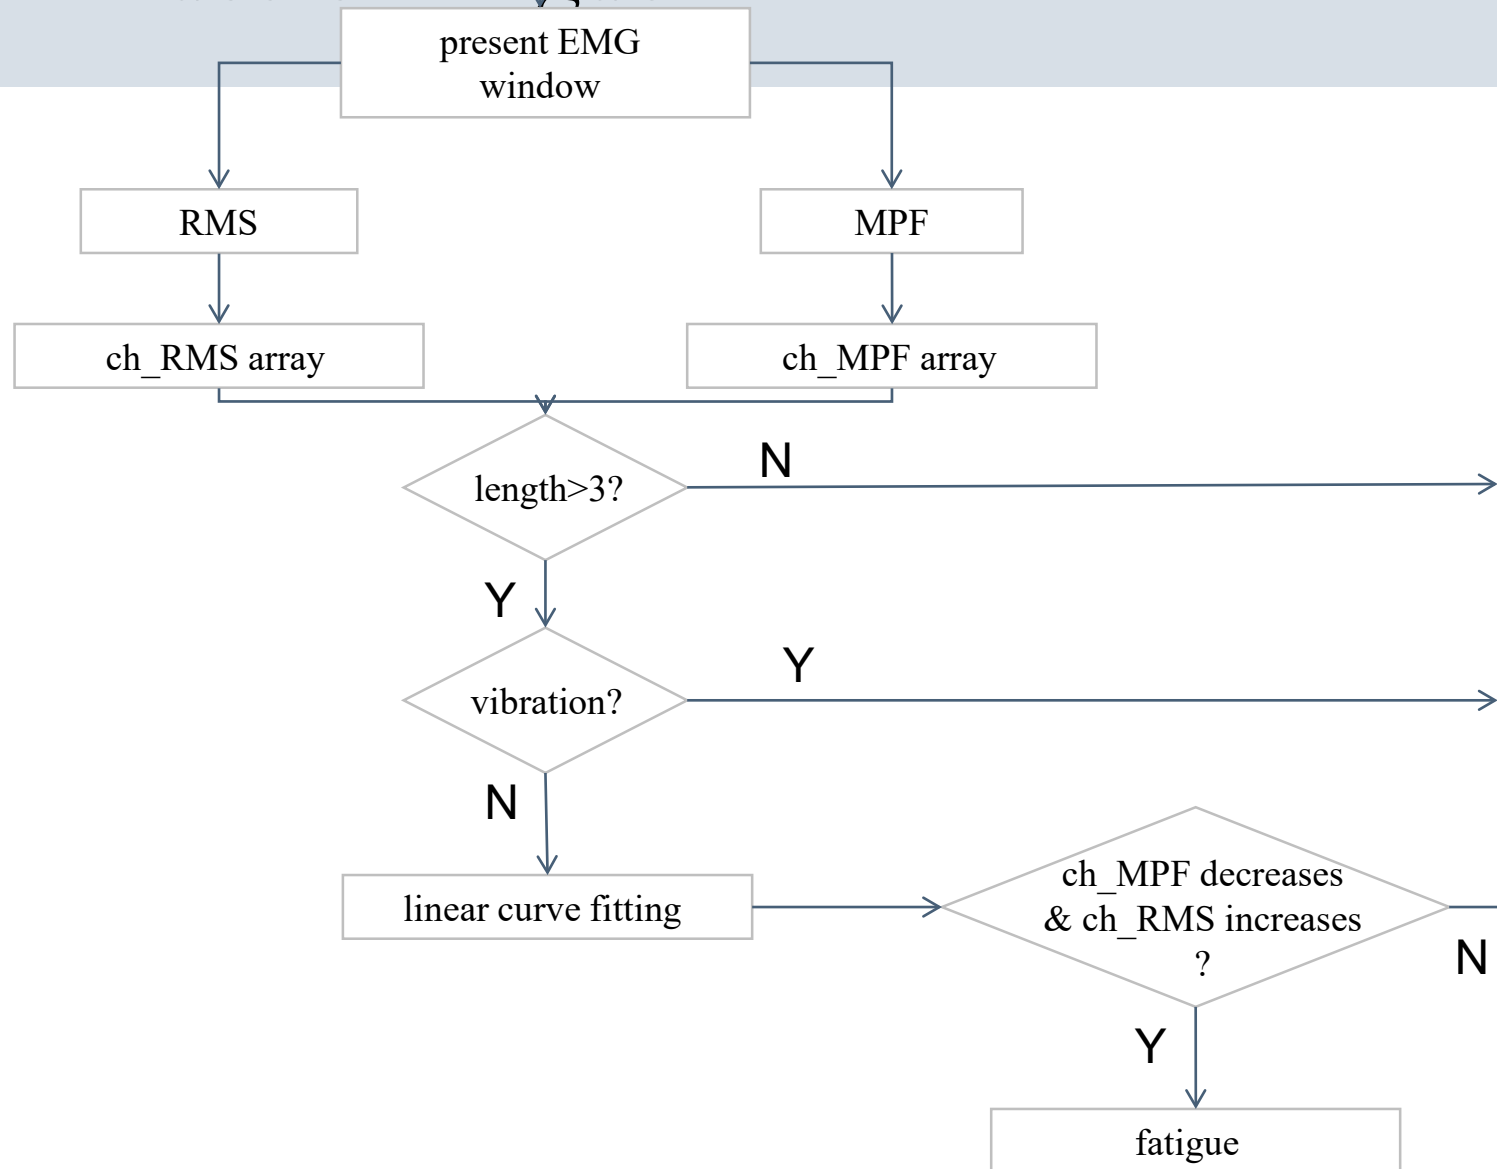 present EMG
window
RMS
MPF
ch_RMS array
ch_MPF array
length>3?
N
Y
vibration?
Y
N
linear curve fitting
ch_MPF decreases
& ch_RMS increases
?
N
Y
fatigue